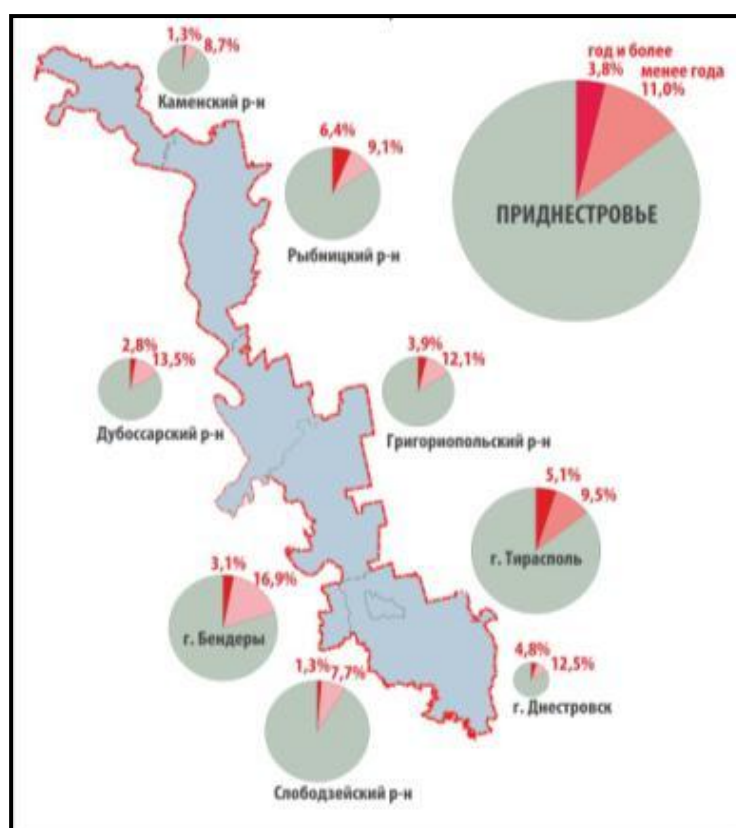 1,3%
8,7%
Каменский р-н
год и более
3,8%
менее года
11,0%
ПРИДНЕСТРОВЬЕ
6,4%
9,1%
Рыбницкий р-н
2,8%
13,5%
Дубоссарский р-н
3,9%
12,1%
Григориопольский р-н
5,1%
9,5%
г. Тирасполь
3,1%
16,9%
г. Бендеры
4,8%
12,5%
г. Днестровск
1,3%
7,7%
Слободзейский р-н